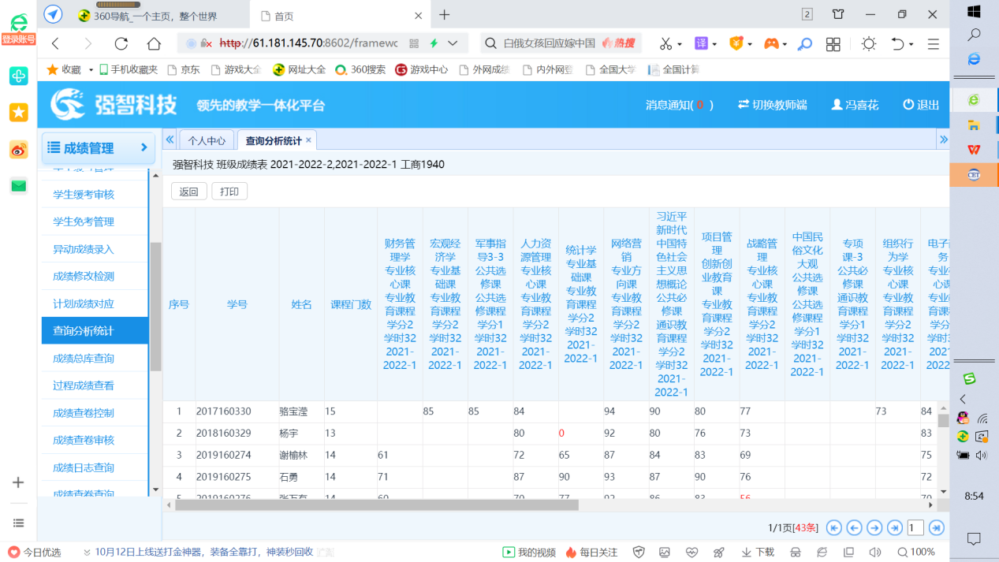 登录账号
360导航_一个主页，整个世界
首页
2
http://61.181.145.70:8602/framewo
译
白俄女孩回应嫁中国
热搜
收藏
手机收藏夹
京东
游戏大全
网址大全
360搜索
游戏中心
外网成绩
内外网登
全国大学
全国计算
强智科技
领先的教学一体化平台
消息通知( 0 )
切换教师端
冯喜花
退出
成绩管理
学生缓考审核
学生免考管理
异动成绩录入
成绩修改检测
计划成绩对应
查询分析统计
成绩总库查询
过程成绩查看
成绩查卷控制
成绩查卷审核
成绩日志查询
成绩查卷查询
个人中心
查询分析统计
强智科技 班级成绩表 2021-2022-2,2021-2022-1 工商1940
返回
打印
序号
学号
姓名
课程门数
财务管
理学
专业核
心课
专业教
育课程
学分2
学时32
2021-
2022-1
宏观经
济学
专业基
础课
专业教
育课程
学分2
学时32
2021-
2022-1
军事指
导3-3
公共选
修课
公共选
修课程
学分1
学时32
2021-
2022-1
人力资
源管理
专业核
心课
专业教
育课程
学分2
学时32
2021-
2022-1
统计学
专业基
础课
专业教
育课程
学分2
学时32
2021-
2022-1
网络营
销
专业方
向课
专业教
育课程
学分2
学时32
2021-
2022-1
习近平
新时代
中国特
色社会
主义思
想概论
公共必
修课
通识教
育课程
学分2
学时32
2021-
2022-1
项目管
理
创新创
业教育
课
专业教
育课程
学分2
学时32
2021-
2022-1
战略管
理
专业核
心课
专业教
育课程
学分2
学时32
2021-
2022-1
中国民
俗文化
大观
公共选
修课
公共选
修课程
学分1
学时32
2021-
2022-1
专项
课-3
公共必
修课
通识教
育课程
学分1
学时32
2021-
2022-1
组织行
为学
专业核
心课
专业教
育课程
学分2
学时32
2021-
2022-1
电子
务
专业
心
专业
育课
学分
学时3
2021
2022
1 2017160330 骆宝滢 15 85 85 84 94 90 80 77 73 84
2 2018160329 杨宇 13 80 0 92 80 76 73 83
3 2019160274 谢榆林 14 61 72 65 87 84 83 69 75
4 2019160275 石勇 14 71 87 90 93 87 90 76 72
5 2019160276 张万有 14 60 70 77 92 86 83 56 70
1/1页[43条]
1
今日优选
10月12日上线送打金神器，装备全靠打，神装秒回收
我的视频
每日关注
下载
100%
CET
8:54